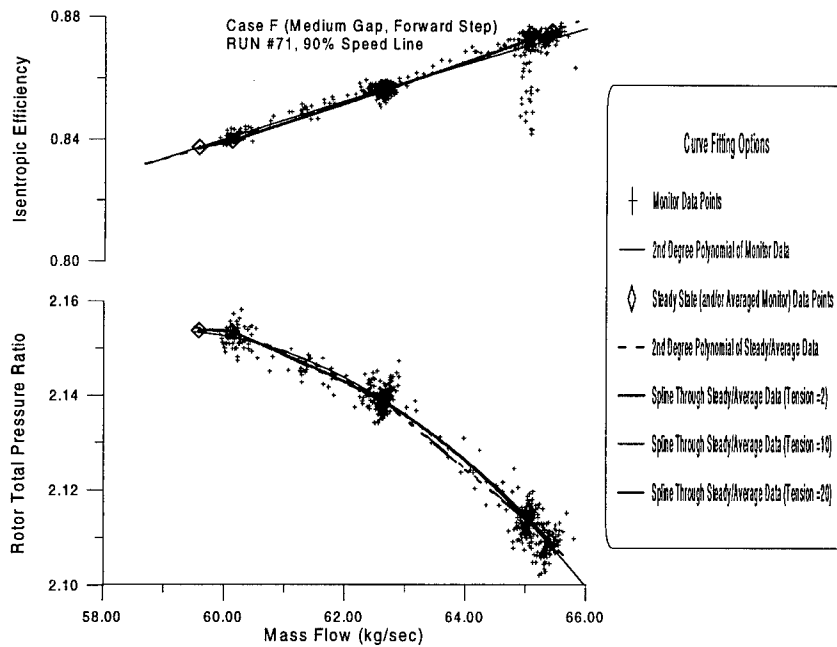 Case F (Medium Gap, Forward Step)
RUN #71, 90% Speed Line
Isentropic Efficiency
0.88
0.84
0.80
Rotor Total Pressure Ratio
2.16
2.14
2.12
2.10
58.00
60.00
62.00
64.00
66.00
Mass Flow (kg/sec)
Curve Fitting Options
Monitor Data Points
2nd Degree Polynomial of Monitor Data
Steady State (and/or Averaged Monitor) Data Points
2nd Degree Polynomial of Steady/Average Data
Spline Through Steady/Average Data (Tension =2)
Spline Through Steady/Average Data (Tension =10)
Spline Through Steady/Average Data (Tension =20)